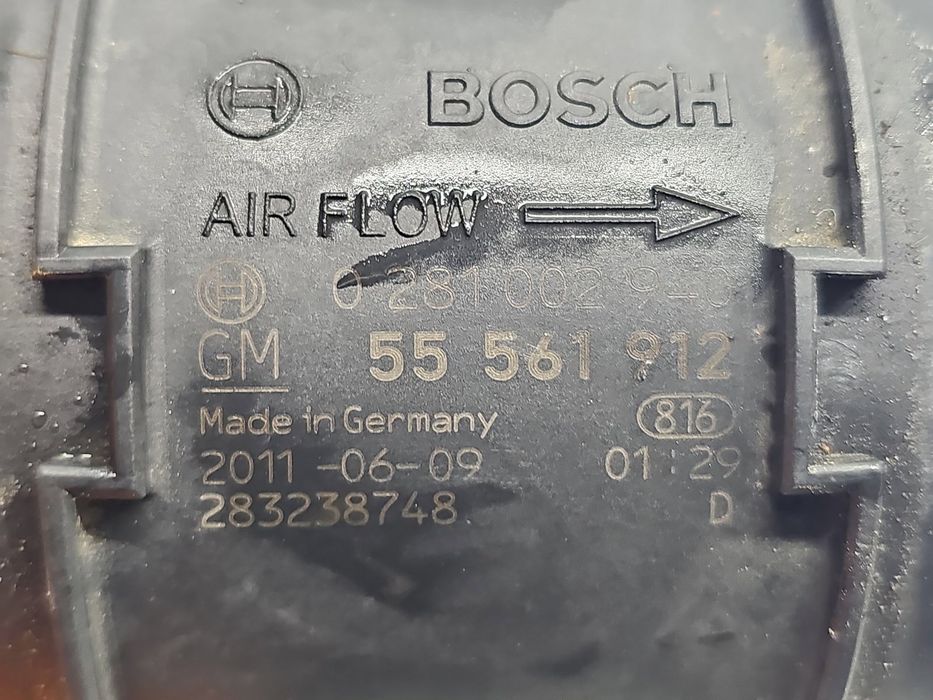 BOSCH
AIR FLOW
0 281 002 940
GM 55 561 912
Made in Germany 816
2011-06-09 01:29
283238748 D